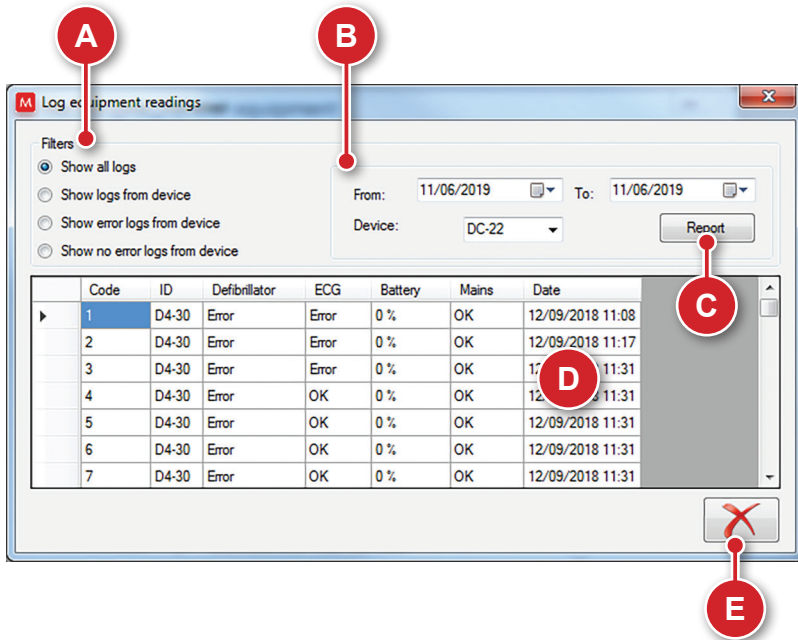 A
B
M Log equipment readings
Filters
Show all logs
Show logs from device
Show error logs from device
Show no error logs from device
From: 11/06/2019 To: 11/06/2019
Device: DC-22 Report
C
Code ID Defibrillator ECG Battery Mains Date
1 D4-30 Error Error 0 % OK 12/09/2018 11:08
2 D4-30 Error Error 0 % OK 12/09/2018 11:17
3 D4-30 Error Error 0 % OK 11:31
D
4 D4-30 Error OK 0 % OK 11:31
5 D4-30 Error OK 0 % OK 12/09/2018 11:31
6 D4-30 Error OK 0 % OK 12/09/2018 11:31
7 D4-30 Error OK 0 % OK 12/09/2018 11:31
E